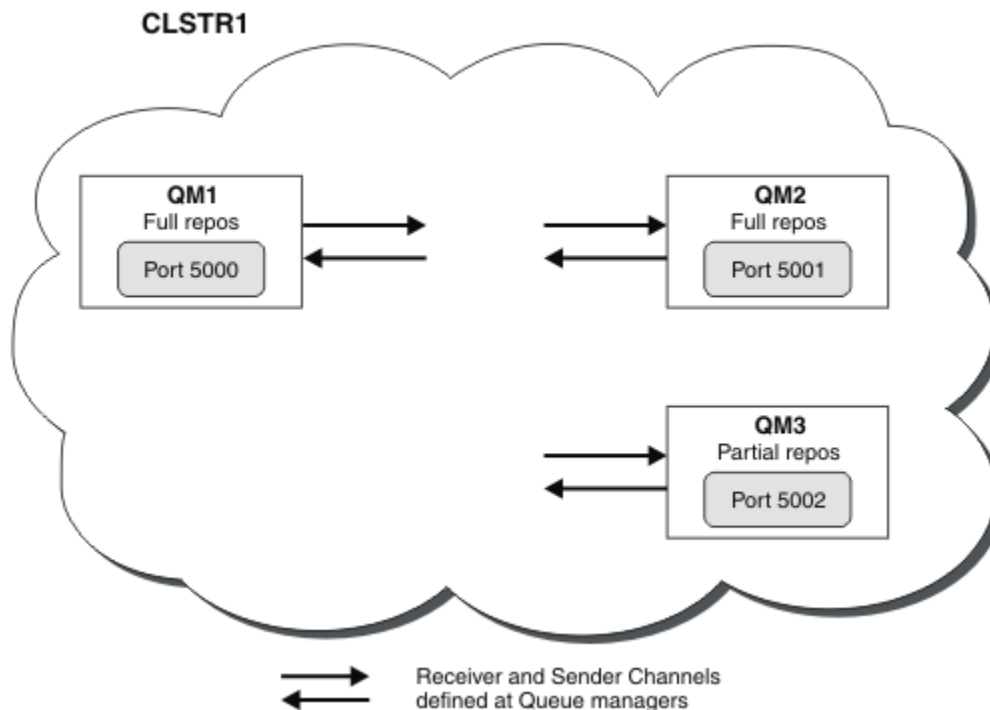 CLSTR1
QM1
Full repos
Port 5000
QM2
Full repos
Port 5001
QM3
Partial repos
Port 5002
Receiver and Sender Channels
defined at Queue managers